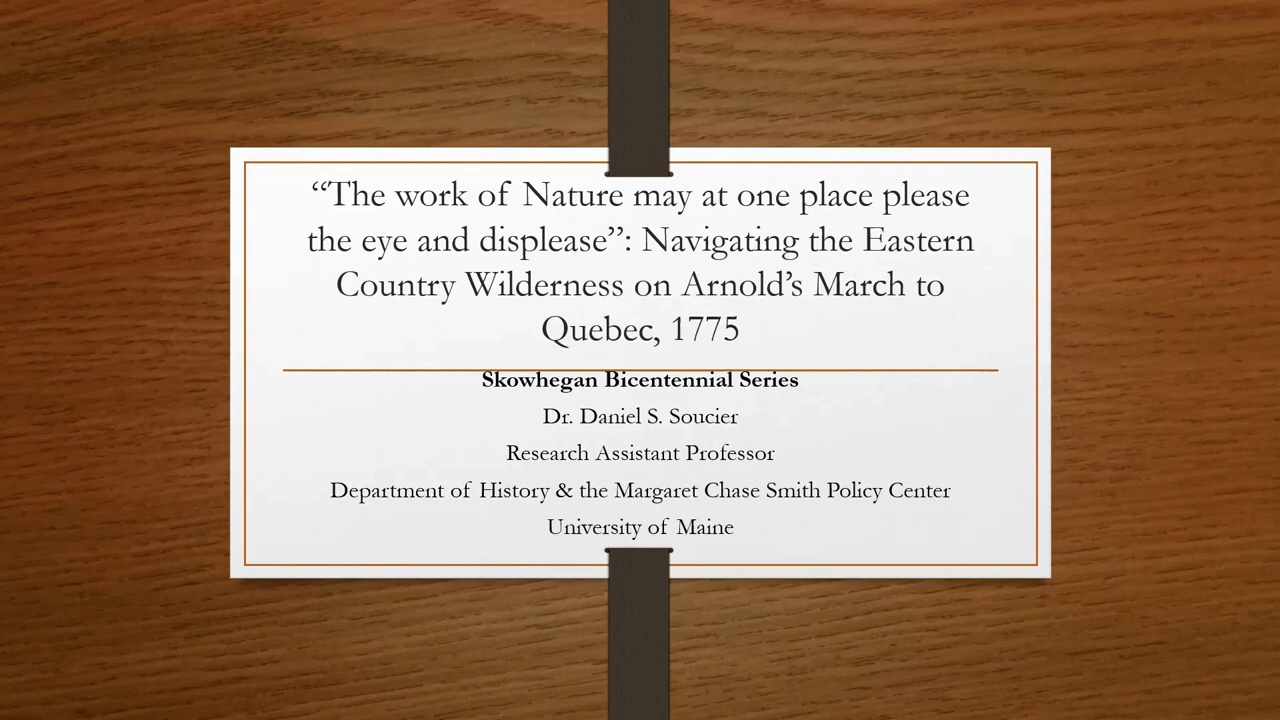 “The work of Nature may at one place please
the eye and displease”: Navigating the Eastern
Country Wilderness on Arnold’s March to
Quebec, 1775
Skowhegan Bicentennial Series
Dr. Daniel S. Soucier
Research Assistant Professor
Department of History & the Margaret Chase Smith Policy Center
University of Maine